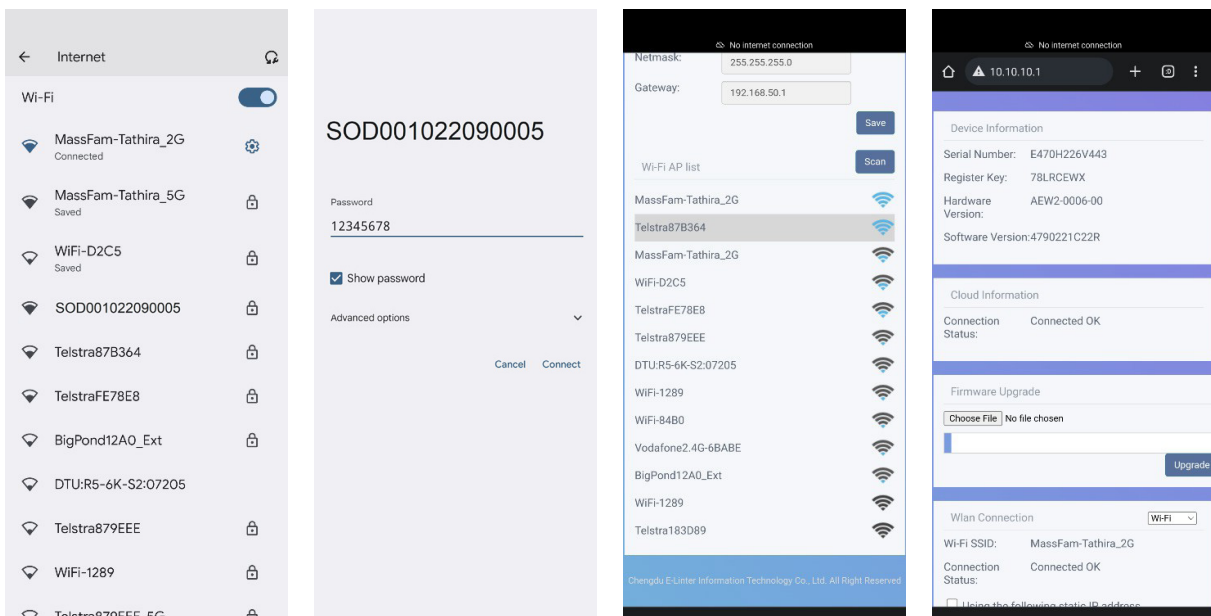 Internet
Wi-Fi
MassFam-Tathira_2G
Connected
MassFam-Tathira_5G
Saved
WiFi-D2C5
Saved
SOD001022090005
Telstra87B364
TelstraFE78E8
BigPond12A0_Ext
DTU:R5-6K-S2:07205
Telstra879EEE
WiFi-1289
Telstra879EEE_5G
SOD001022090005
Password
12345678
Show password
Advanced options
Cancel Connect
No internet connection
Netmask: 255.255.255.0
Gateway: 192.168.50.1
Save
Wi-Fi AP list Scan
MassFam-Tathira_2G
Telstra87B364
MassFam-Tathira_2G
WiFi-D2C5
TelstraFE78E8
Telstra879EEE
DTU:R5-6K-S2:07205
WiFi-1289
WiFi-84B0
Vodafone2.4G-6BABE
BigPond12A0_Ext
WiFi-1289
Telstra183D89
Chengdu E-Linter Information Technology Co., Ltd. All Right Reserved
No internet connection
10.10.10.1 :D
Device Information
Serial Number: E470H226V443
Register Key: 78LRCEWX
Hardware AEW2-0006-00
Version:
Software Version:4790221C22R
Cloud Information
Connection Connected OK
Status:
Firmware Upgrade
Choose File No file chosen
Upgrade
Wlan Connection Wi-Fi
Wi-Fi SSID: MassFam-Tathira_2G
Connection Connected OK
Status:
Using the following static IP address